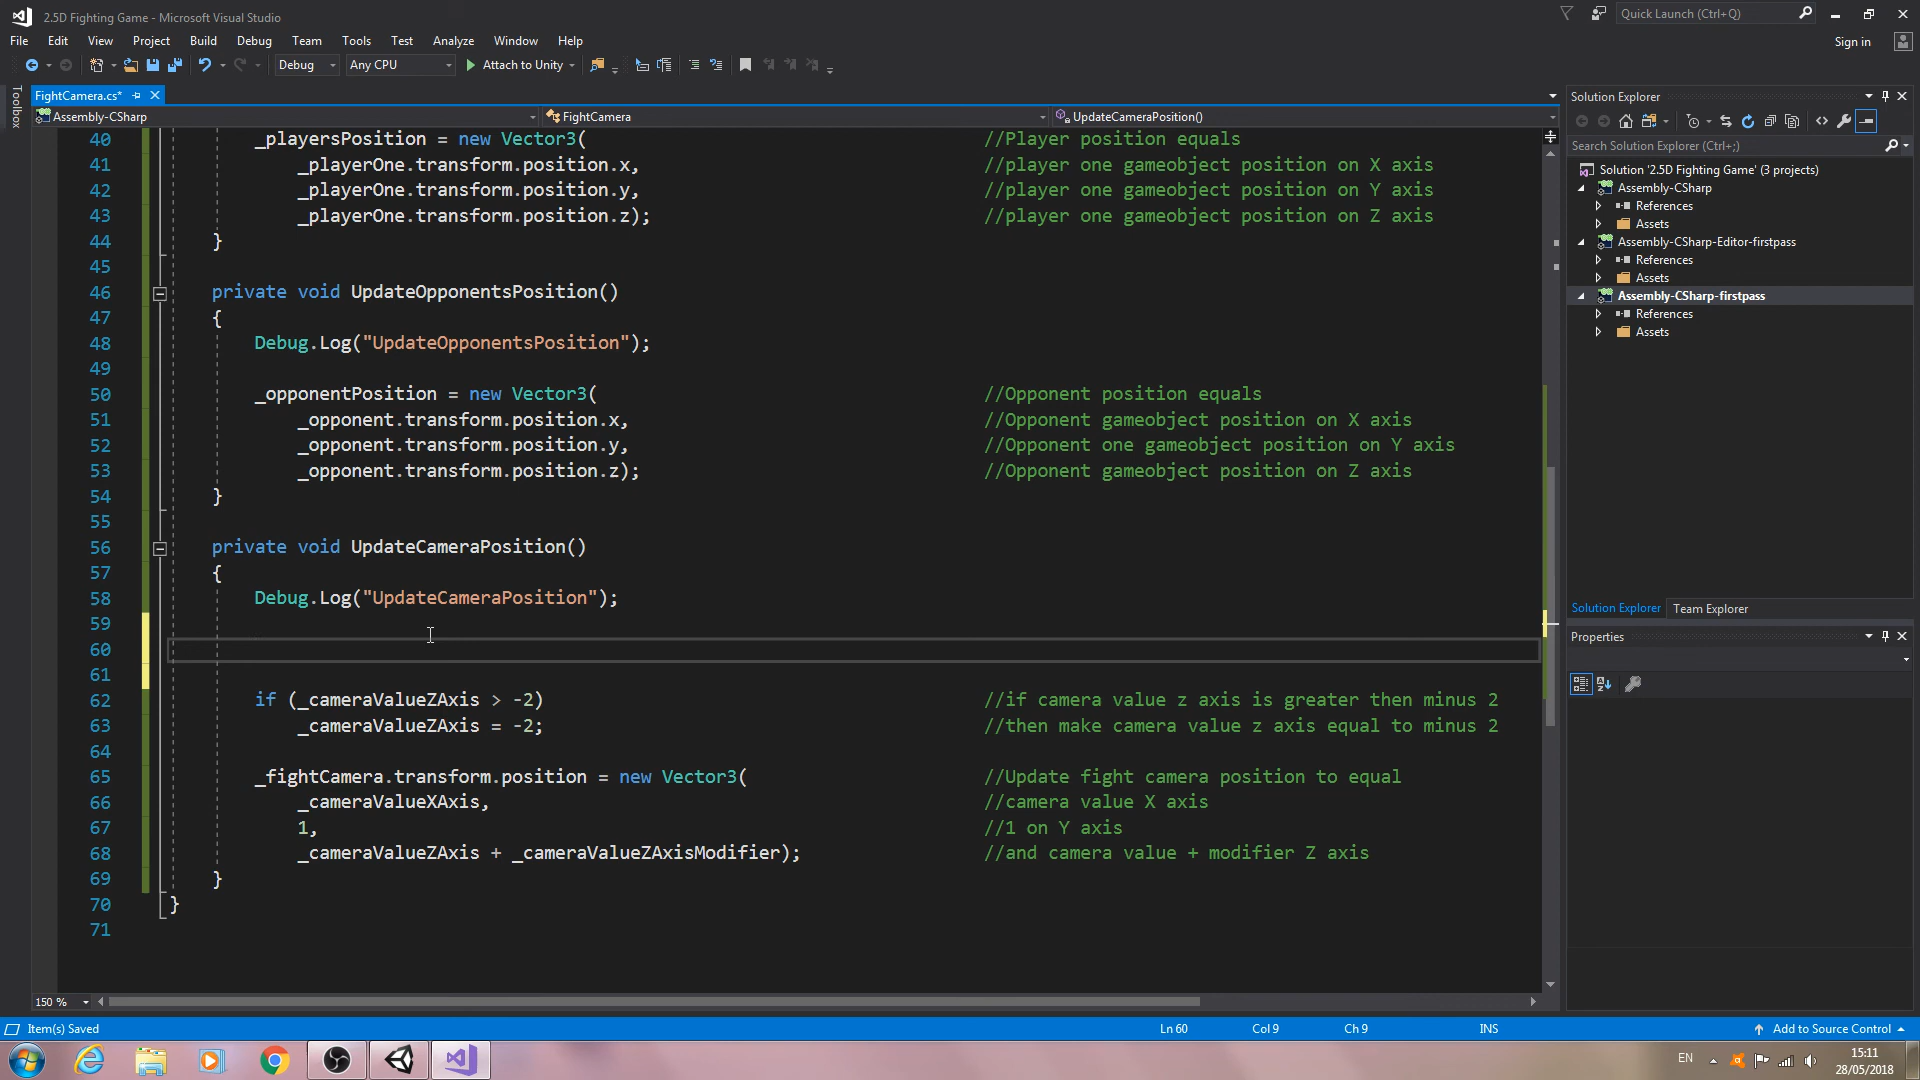 2.5D Fighting Game - Microsoft Visual Studio
Quick Launch (Ctrl+Q)
File Edit View Project Build Debug Team Tools Test Analyze Window Help
Sign in
Debug Any CPU Attach to Unity
Toolbox
FightCamera.cs*
Assembly-CSharp FightCamera UpdateCameraPosition()
40 _playersPosition = new Vector3( //Player position equals
41 _playerOne.transform.position.x, //player one gameobject position on X axis
42 _playerOne.transform.position.y, //player one gameobject position on Y axis
43 _playerOne.transform.position.z); //player one gameobject position on Z axis
44 }
45
46 private void UpdateOpponentsPosition()
47 {
48 Debug.Log("UpdateOpponentsPosition");
49
50 _opponentPosition = new Vector3( //Opponent position equals
51 _opponent.transform.position.x, //Opponent gameobject position on X axis
52 _opponent.transform.position.y, //Opponent one gameobject position on Y axis
53 _opponent.transform.position.z); //Opponent gameobject position on Z axis
54 }
55
56 private void UpdateCameraPosition()
57 {
58 Debug.Log("UpdateCameraPosition");
59
60
61
62 if (_cameraValueZAxis > -2) //if camera value z axis is greater then minus 2
63 _cameraValueZAxis = -2; //then make camera value z axis equal to minus 2
64
65 _fightCamera.transform.position = new Vector3( //Update fight camera position to equal
66 _cameraValueXAxis, //camera value X axis
67 1, //1 on Y axis
68 _cameraValueZAxis + _cameraValueZAxisModifier); //and camera value + modifier Z axis
69 }
70 }
71
150 %
Solution Explorer
Search Solution Explorer (Ctrl+;)
Solution '2.5D Fighting Game' (3 projects)
Assembly-CSharp
References
Assets
Assembly-CSharp-Editor-firstpass
References
Assets
Assembly-CSharp-firstpass
References
Assets
Solution Explorer Team Explorer
Properties
Item(s) Saved Ln 60 Col 9 Ch 9 INS Add to Source Control
EN 15:11
28/05/2018